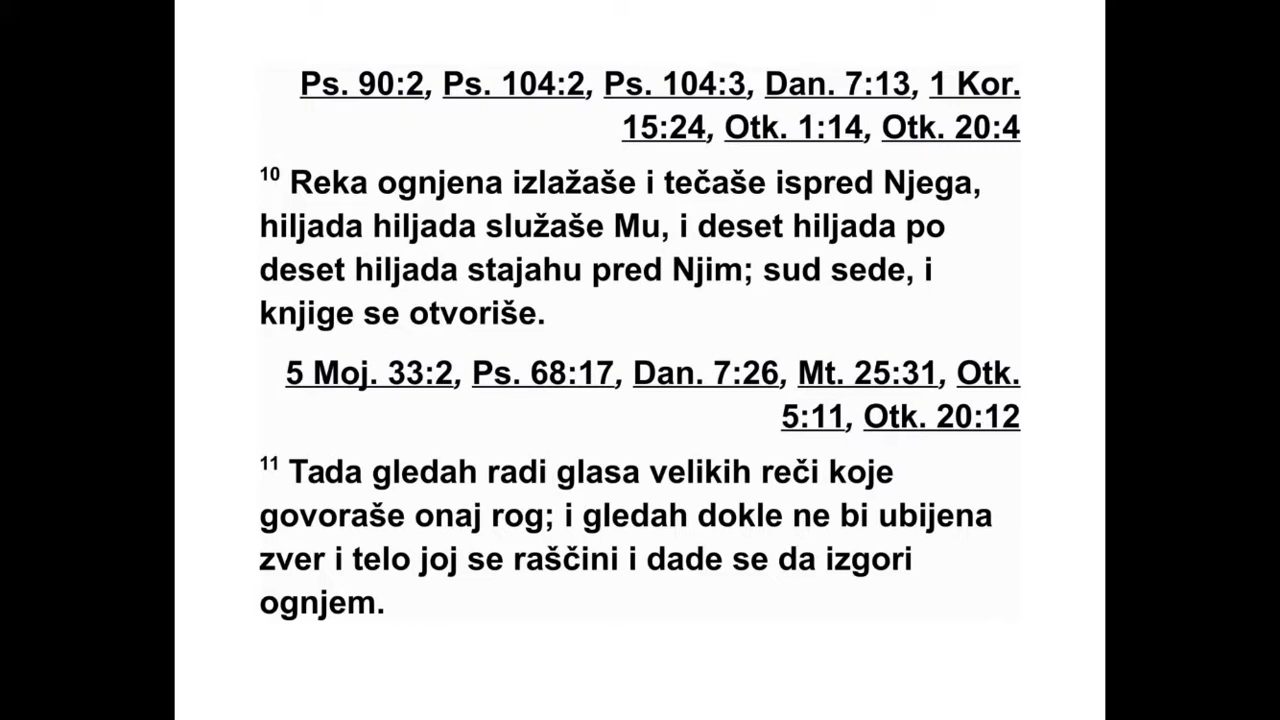 Ps. 90:2, Ps. 104:2, Ps. 104:3, Dan. 7:13, 1 Kor.
15:24, Otk. 1:14, Otk. 20:4
10 Reka ognjena izlažaše i tečaše ispred Njega,
hiljada hiljada služaše Mu, i deset hiljada po
deset hiljada stajahu pred Njim; sud sede, i
knjige se otvoriše.
5 Moj. 33:2, Ps. 68:17, Dan. 7:26, Mt. 25:31, Otk.
5:11, Otk. 20:12
11 Tada gledah radi glasa velikih reči koje
govoraše onaj rog; i gledah dokle ne bi ubijena
zver i telo joj se raščini i dade se da izgori
ognjem.